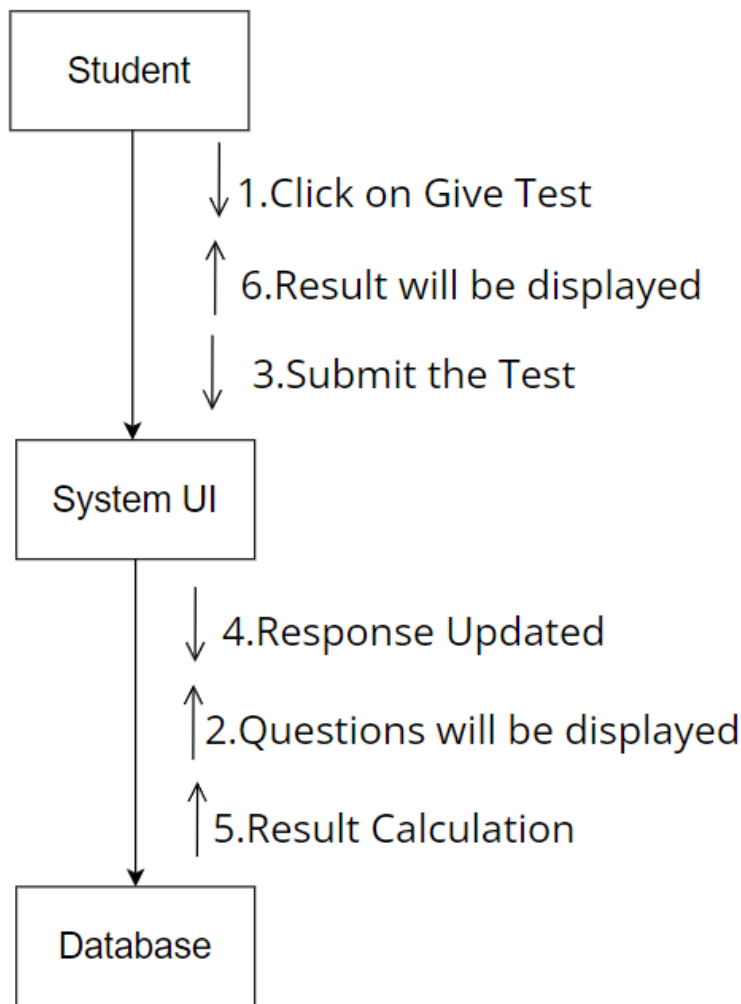 Student
1.Click on Give Test
6.Result will be displayed
3.Submit the Test
System UI
4.Response Updated
2.Questions will be displayed
5.Result Calculation
Database